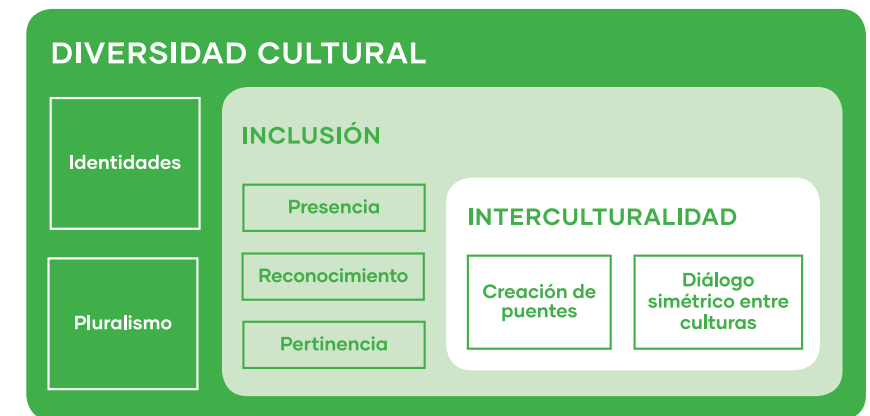 DIVERSIDAD CULTURAL
Identidades
Pluralismo
INCLUSIÓN
Presencia
Reconocimiento
Pertinencia
INTERCULTURALIDAD
Creación de
puentes
Diálogo
simétrico entre
culturas